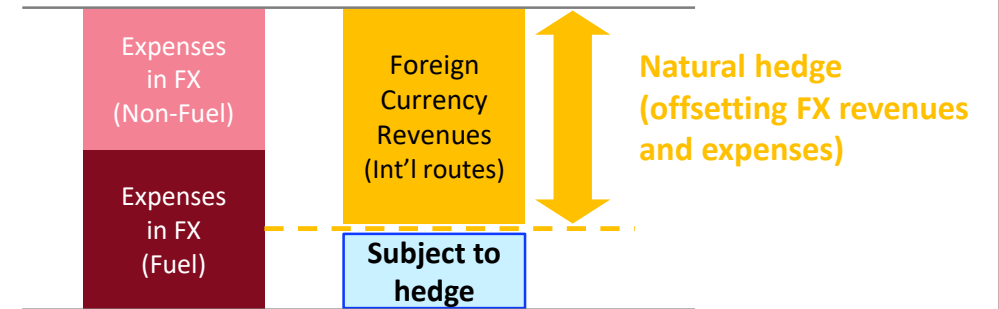 Expenses
in FX
(Non-Fuel)
Expenses
in FX
(Fuel)
Foreign
Currency
Revenues
(Int’l routes)
Subject to
hedge
Natural hedge
(offsetting FX revenues
and expenses)